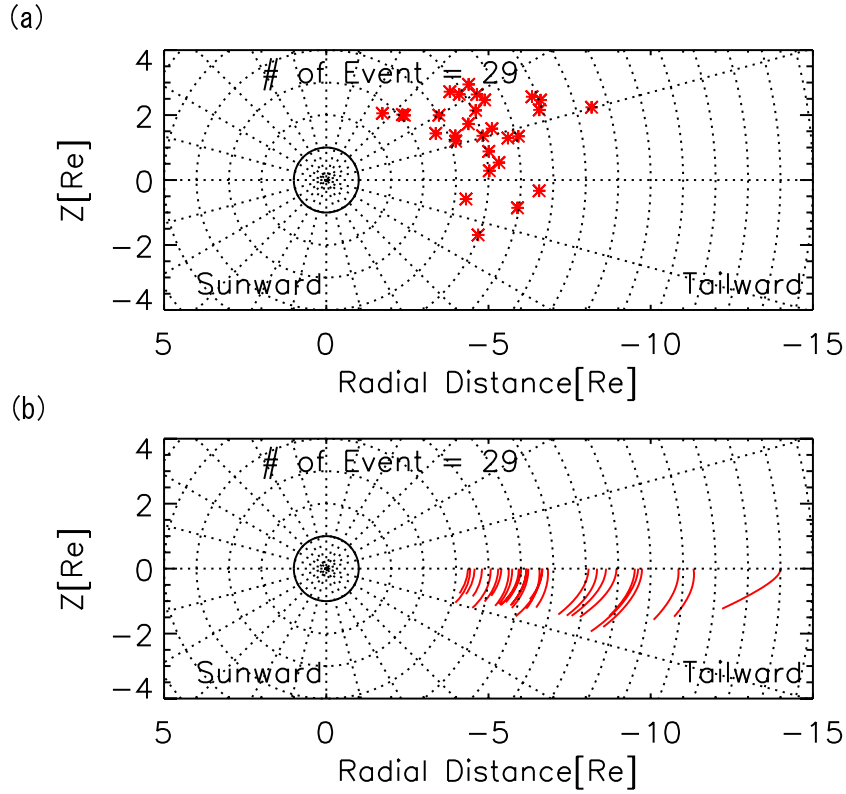 (a)
4
# of Event = 29
2
0
−2
−4
Z[Re]
Sunward
Tailward
5
0
−5
−10
−15
Radial Distance[Re]
(b)
4
# of Event = 29
2
0
−2
−4
Z[Re]
Sunward
Tailward
5
0
−5
−10
−15
Radial Distance[Re]